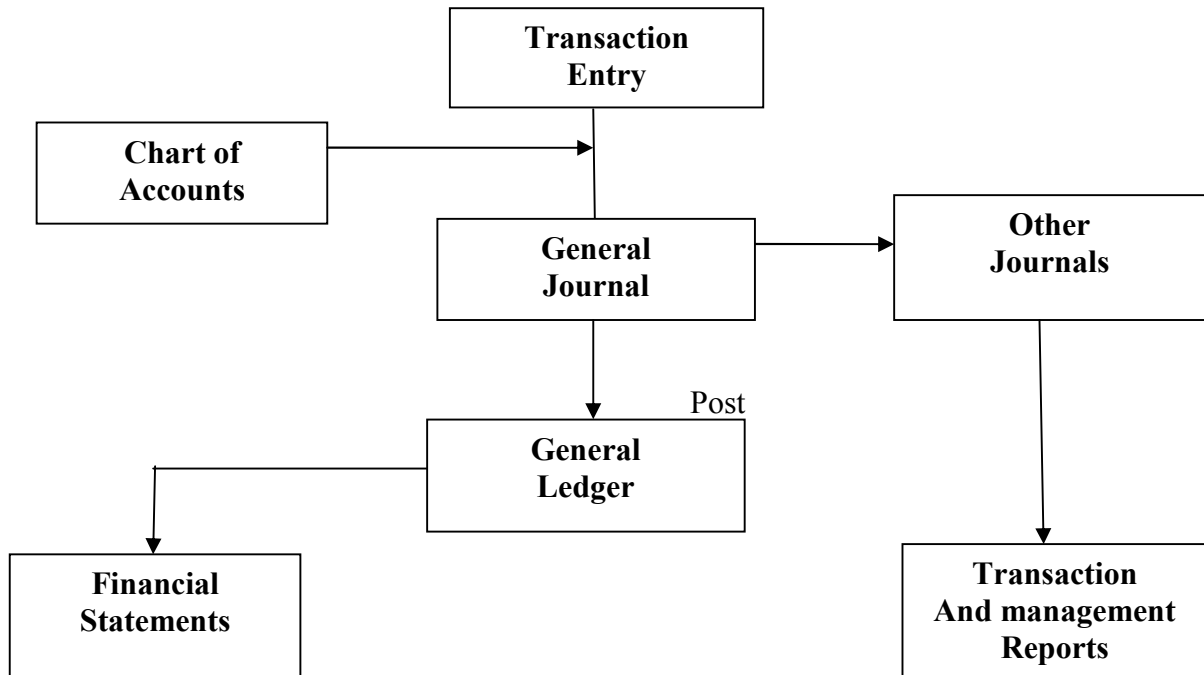 Transaction
Entry
Chart of
Accounts
General
Journal
Other
Journals
Post
General
Ledger
Financial
Statements
Transaction
And management
Reports